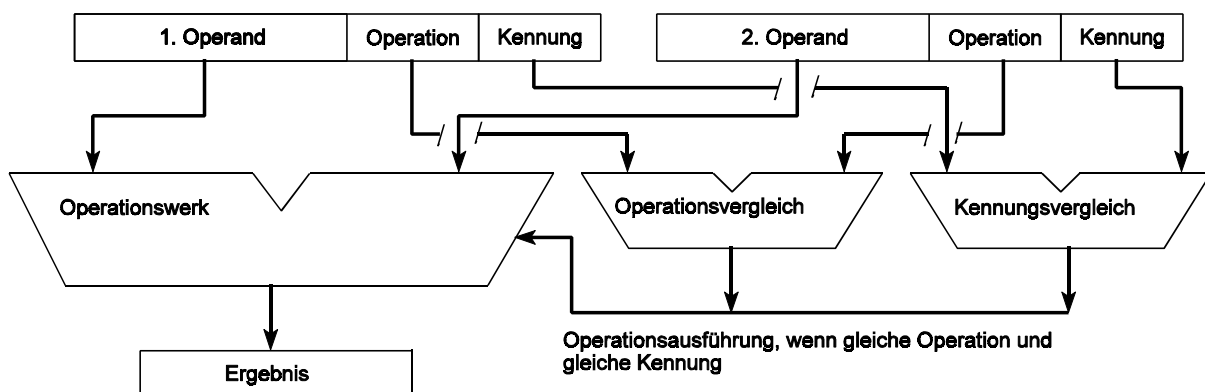 1. Operand Operation Kennung 2. Operand Operation Kennung
Operationswerk Operationsvergleich Kennungsvergleich
Operationsausführung, wenn gleiche Operation und
gleiche Kennung
Ergebnis